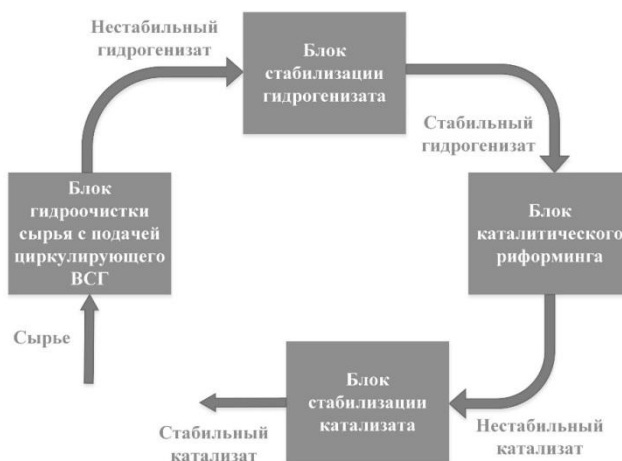 Нестабильный
гидрогенизат
Блок
стабилизации
гидрогенизата
Стабильный
гидрогенизат
Блок
гидроочистки
сырья с подачей
циркулирующего
ВСГ
Блок
каталитического
риформинга
Сырье
Блок
стабилизации
катализата
Стабильный
катализат
Нестабильный
катализат